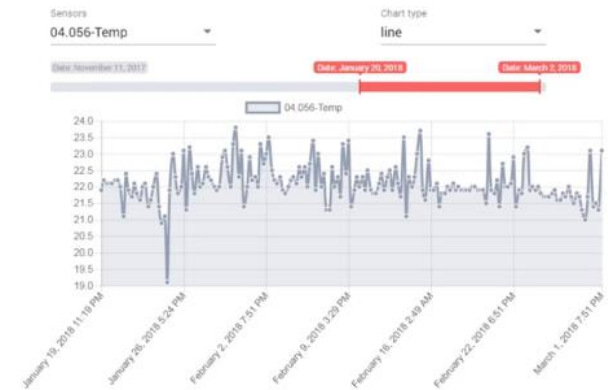 Sensors Chart type
04.056-Temp line
Date: November 11, 2017 Date: January 20, 2018 Date: March 2, 2018
04.056-Temp
24.0
23.5
23.0
22.5
22.0
21.5
21.0
20.5
20.0
19.5
19.0
January 19, 2018 11:19 PM
January 26, 2018 5:24 PM
February 2, 2018 7:51 PM
February 9, 2018 3:29 PM
February 16, 2018 2:49 AM
February 22, 2018 6:51 PM
March 1, 2018 7:51 PM